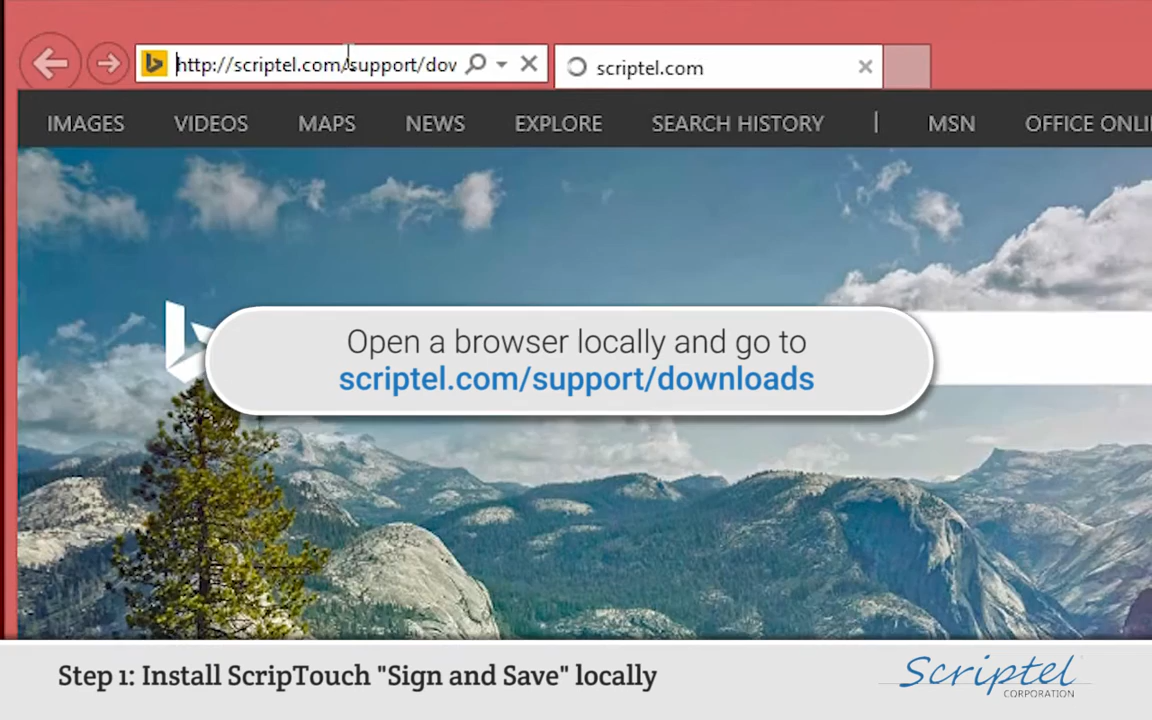 http://scriptel.com/support/dov
scriptel.com
IMAGES VIDEOS MAPS NEWS EXPLORE SEARCH HISTORY | MSN OFFICE ONLI
Open a browser locally and go to
scriptel.com/support/downloads
Step 1: Install ScripTouch "Sign and Save" locally
Scriptel
CORPORATION